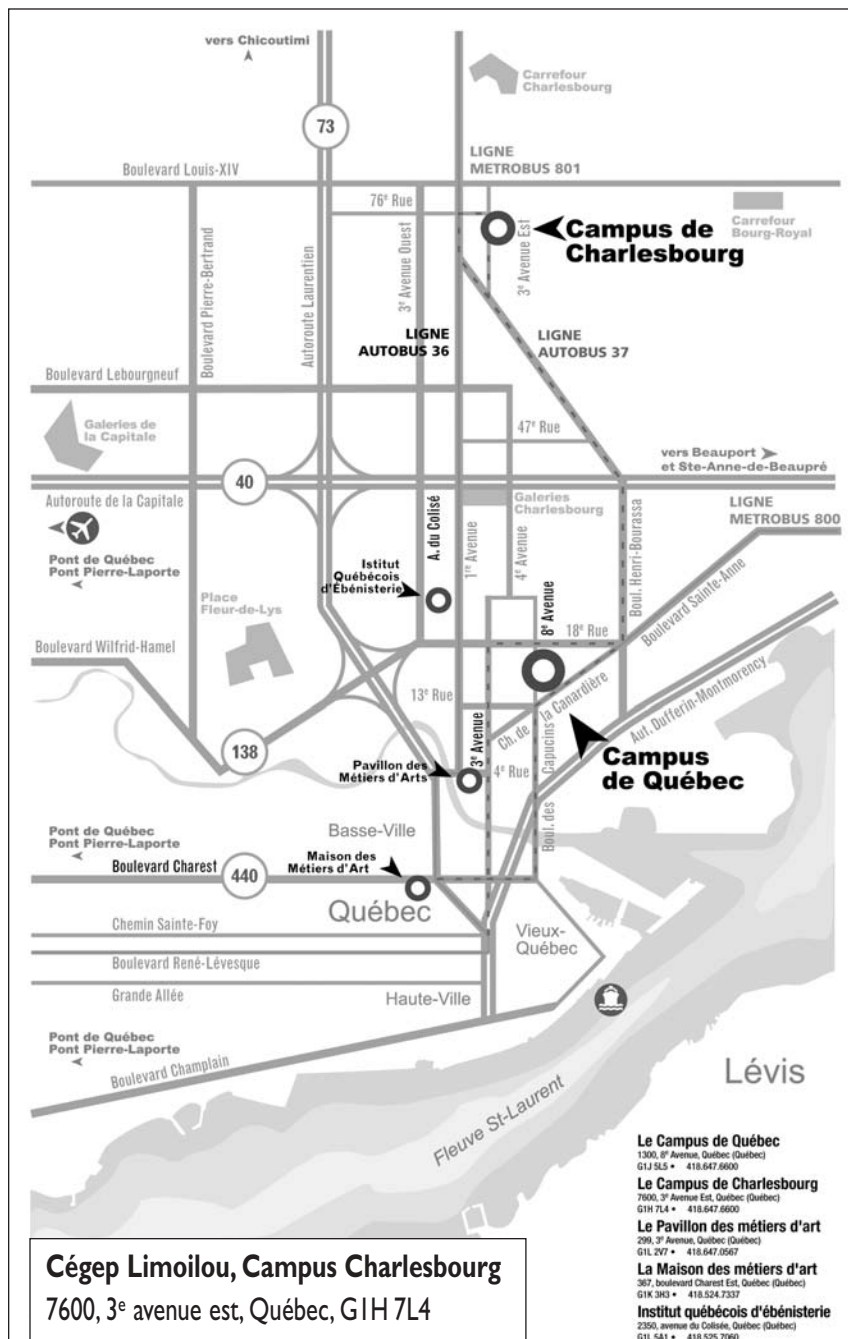 vers Chicoutimi
Carrefour
Charlesbourg
73
LIGNE
METROBUS 801
Boulevard Louis-XIV
76e Rue
Campus de
Charlesbourg
Carrefour
Bourg-Royal
Boulevard Pierre-Bertrand
Autoroute Laurentien
3e Avenue Ouest
3e Avenue Est
LIGNE
AUTOBUS 36
LIGNE
AUTOBUS 37
Boulevard Lebourgneuf
Galeries de
la Capitale
47e Rue
vers Beauport
et Ste-Anne-de-Beaupré
40
Autoroute de la Capitale
Galeries
Charlesbourg
LIGNE
METROBUS 800
Pont de Québec
Pont Pierre-Laporte
A. du Colisé
1re Avenue
4e Avenue
Boul. Henri-Bourassa
Istitut
Québécois
d'Ébénisterie
Place
Fleur-de-Lys
8e Avenue
18e Rue
Boulevard Sainte-Anne
Boulevard Wilfrid-Hamel
13e Rue
Ch. de la Canardière
Aut. Dufferin-Montmorency
138
3e Avenue
Campus
de Québec
Pavillon des
Métiers d'Arts
4e Rue
Boul. des Capucins
Basse-Ville
Pont de Québec
Pont Pierre-Laporte
Boulevard Charest
440
Maison des
Métiers d'Art
Québec
Chemin Sainte-Foy
Vieux-
Québec
Boulevard René-Lévesque
Grande Allée
Haute-Ville
Pont de Québec
Pont Pierre-Laporte
Boulevard Champlain
Lévis
Fleuve St-Laurent
Le Campus de Québec
1300, 8e Avenue, Québec (Québec)
G1J 5L5 • 418.647.6600
Le Campus de Charlesbourg
7600, 3e Avenue Est, Québec (Québec)
G1H 7L4 • 418.647.6600
Le Pavillon des métiers d'art
299, 3e Avenue, Québec (Québec)
G1L 2V7 • 418.647.0567
La Maison des métiers d'art
367, boulevard Charest Est, Québec (Québec)
G1K 3H3 • 418.524.7337
Institut québécois d'ébénisterie
2350, avenue du Colisée, Québec (Québec)
G1L 5A1 • 418.525.7060
Cégep Limoilou, Campus Charlesbourg
7600, 3e avenue est, Québec, G1H 7L4